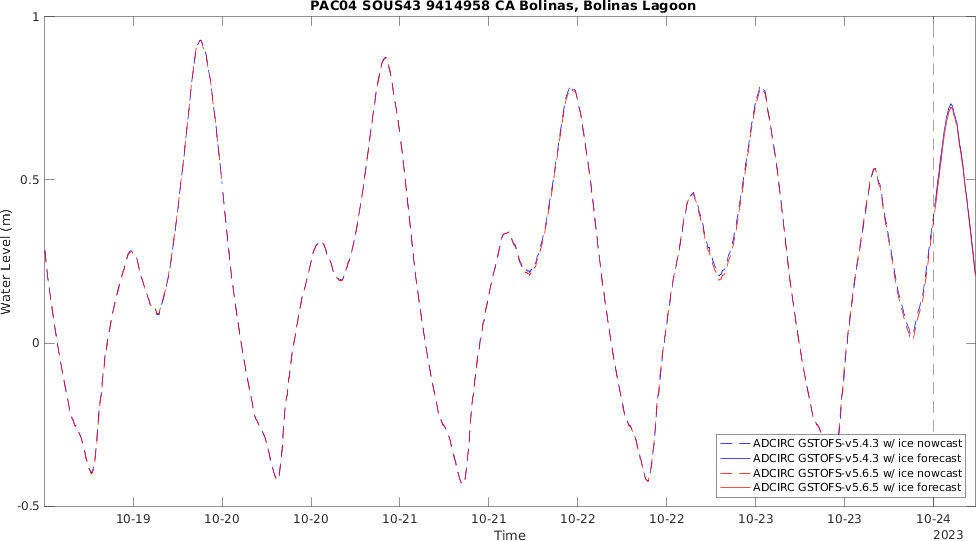 PAC04 SOUS43 9414958 CA Bolinas, Bolinas Lagoon
1
0.5
0
-0.5
Water Level (m)
ADCIRC GSTOFS-v5.4.3 w/ ice nowcast
ADCIRC GSTOFS-v5.4.3 w/ ice forecast
ADCIRC GSTOFS-v5.6.5 w/ ice nowcast
ADCIRC GSTOFS-v5.6.5 w/ ice forecast
10-19 10-20 10-20 10-21 10-21 10-22 10-22 10-23 10-23 10-24
2023
Time